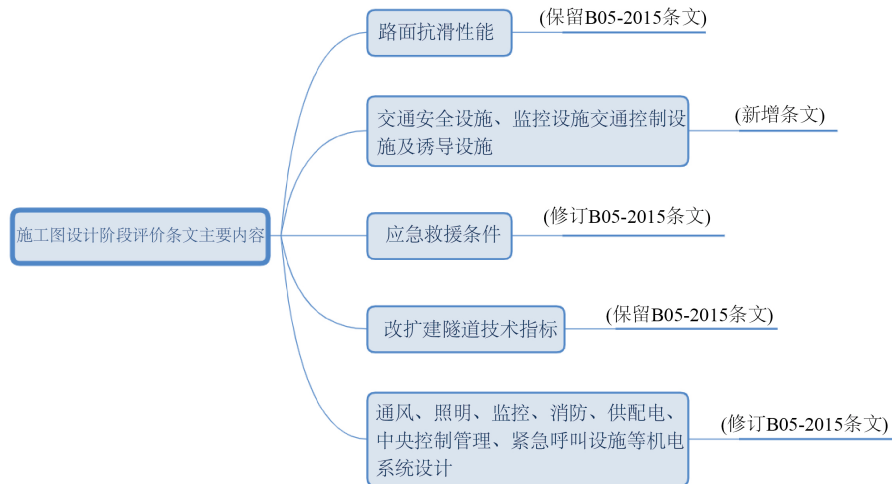 路面抗滑性能
(保留B05-2015条文)
交通安全设施、监控设施交通控制设
施及诱导设施
(新增条文)
施工图设计阶段评价条文主要内容
应急救援条件
(修订B05-2015条文)
改扩建隧道技术指标
(保留B05-2015条文)
通风、照明、监控、消防、供配电、
中央控制管理、紧急呼叫设施等机电
系统设计
(修订B05-2015条文)